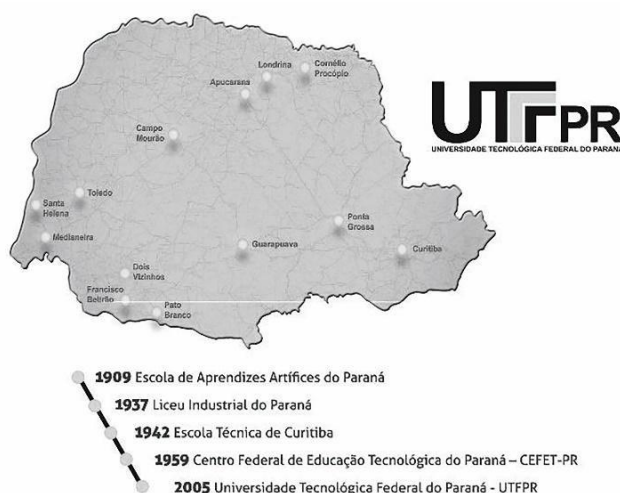 Londrina
Cornélio
Procópio
Apucarana
UTFPR
UNIVERSIDADE TECNOLÓGICA FEDERAL DO PARANÁ
Campo
Mourão
Toledo
Santa
Helena
Medianeira
Ponta
Grossa
Guarapuava
Curitiba
Dois
Vizinhos
Francisco
Beltrão
Pato
Branco
1909 Escola de Aprendizes Artífices do Paraná
1937 Liceu Industrial do Paraná
1942 Escola Técnica de Curitiba
1959 Centro Federal de Educação Tecnológica do Paraná – CEFET-PR
2005 Universidade Tecnológica Federal do Paraná - UTFPR